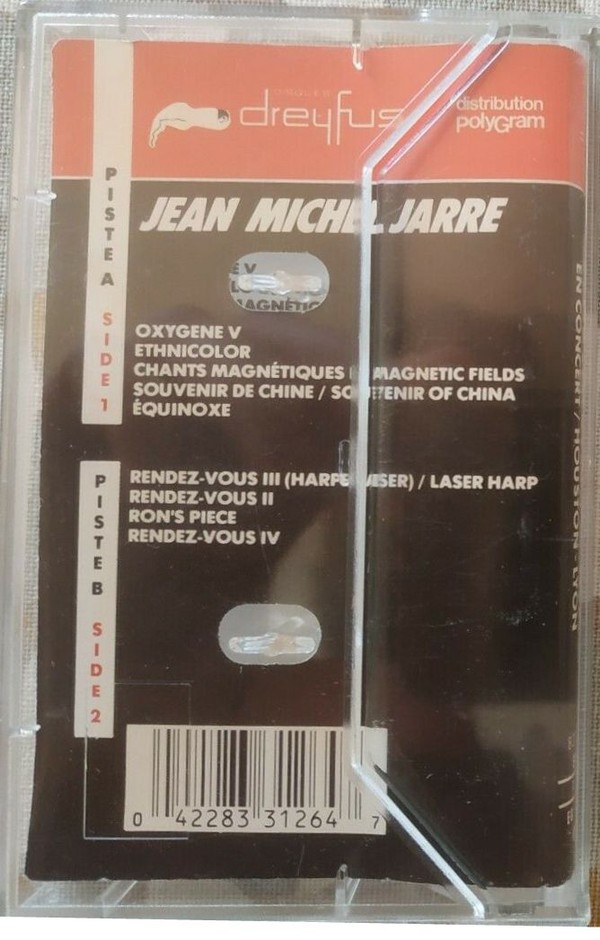 DISQUES
dreyfus
distribution
polyGram
JEAN MICHEL JARRE
PISTE A SIDE 1
E V
MAGNÉTIC
OXYGENE V
ETHNICOLOR
CHANTS MAGNÉTIQUES / MAGNETIC FIELDS
SOUVENIR DE CHINE / SOUVENIR OF CHINA
ÉQUINOXE
PISTE B SIDE 2
RENDEZ-VOUS III (HARPE LASER) / LASER HARP
RENDEZ-VOUS II
RON'S PIECE
RENDEZ-VOUS IV
0 42283 31264 7
EN CONCERT / HOUSTON LYON